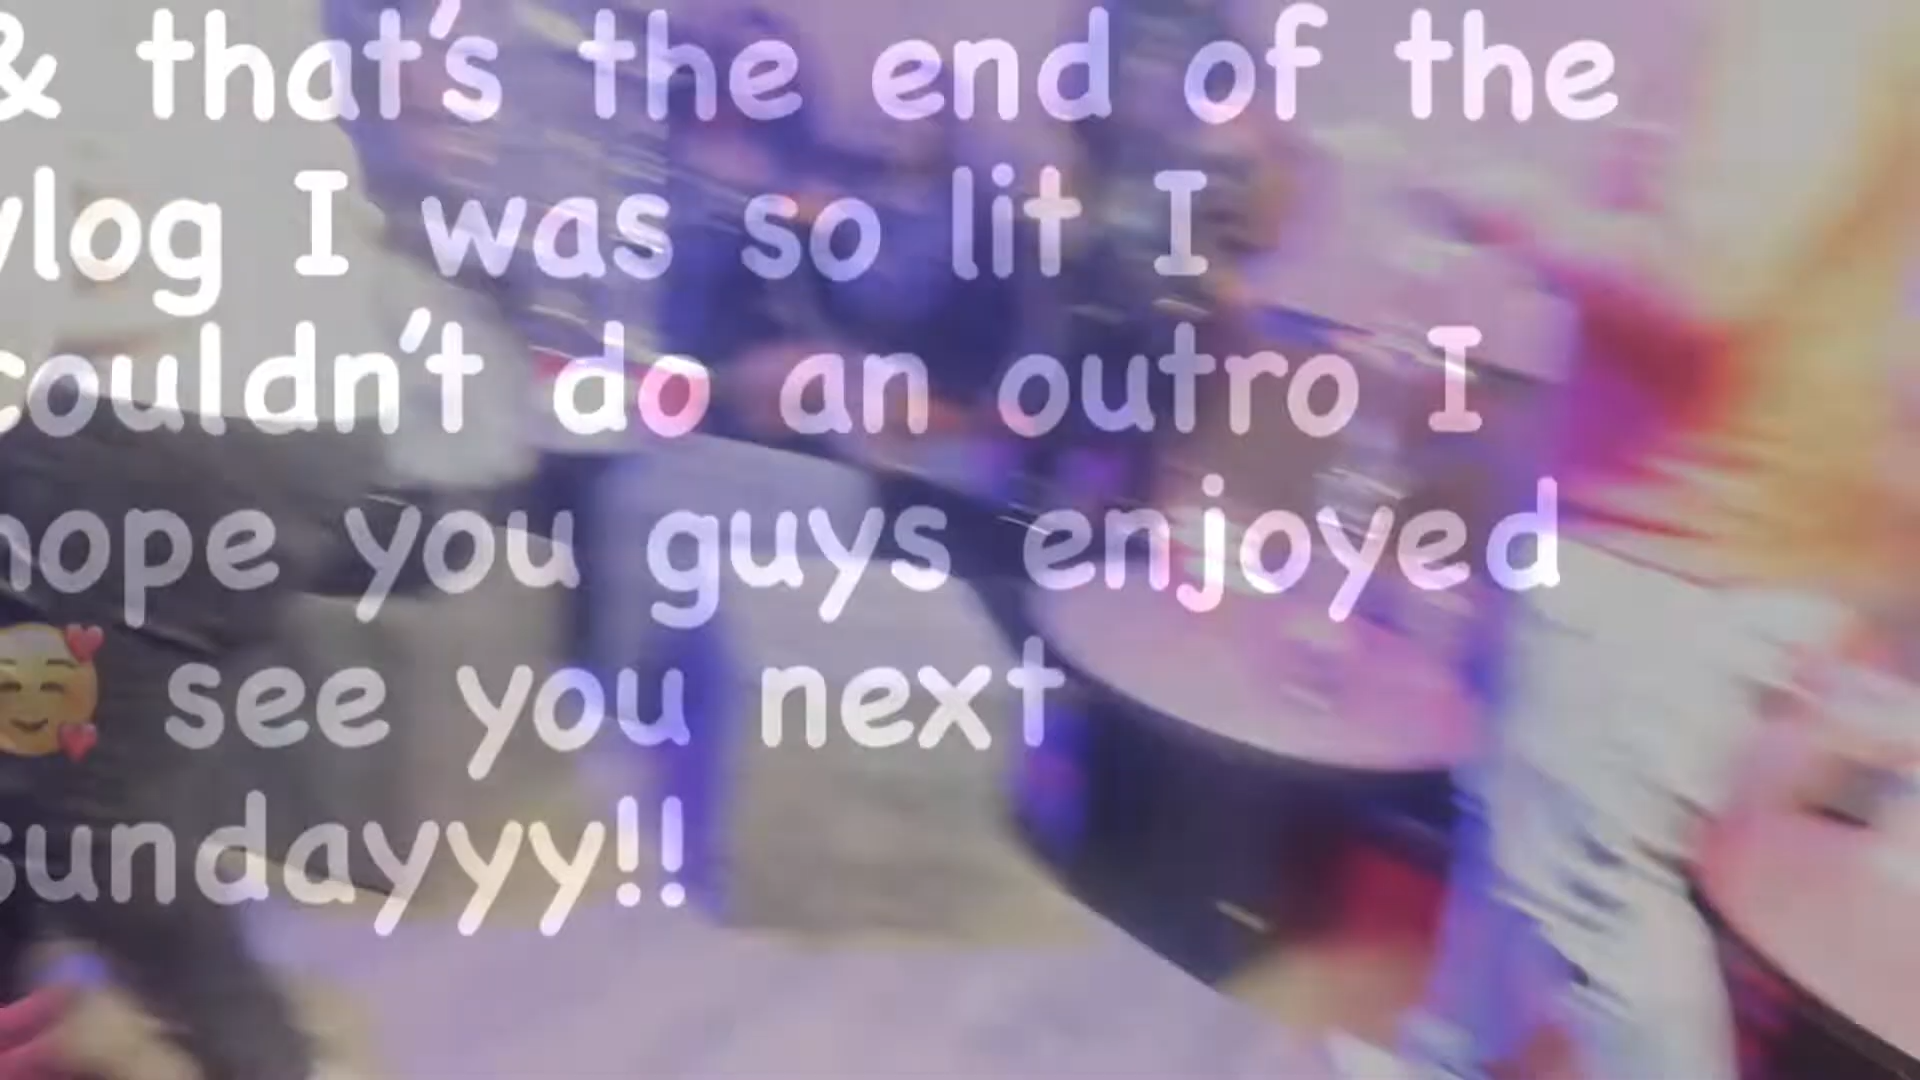 & that's the end of the
vlog I was so lit I
couldn't do an outro I
hope you guys enjoyed
🥰 see you next
sundayyy!!